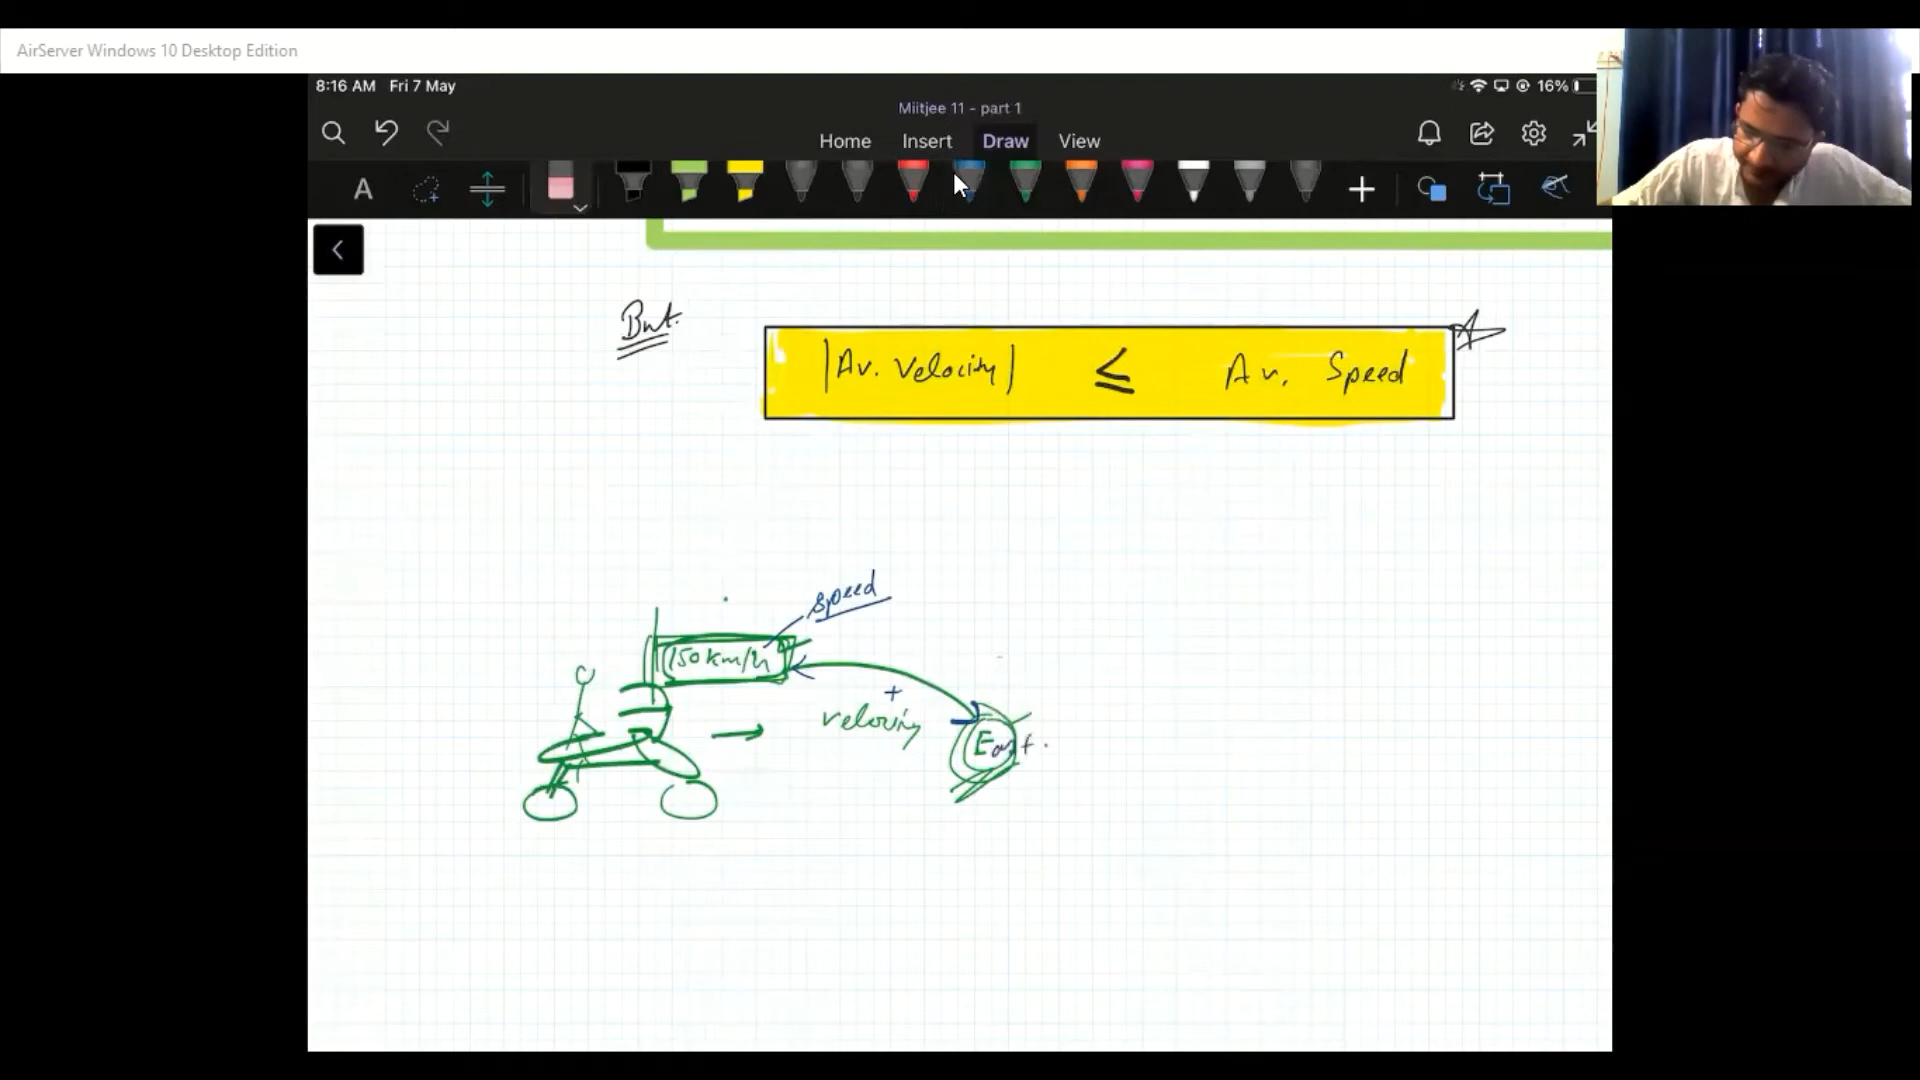 AirServer Windows 10 Desktop Edition
8:16 AM Fri 7 May
16%
Miitjee 11 - part 1
Home Insert Draw View
A
But.
|Av. Velocity| ≤ Av. Speed
speed
150 km/h
+
velocity
East.